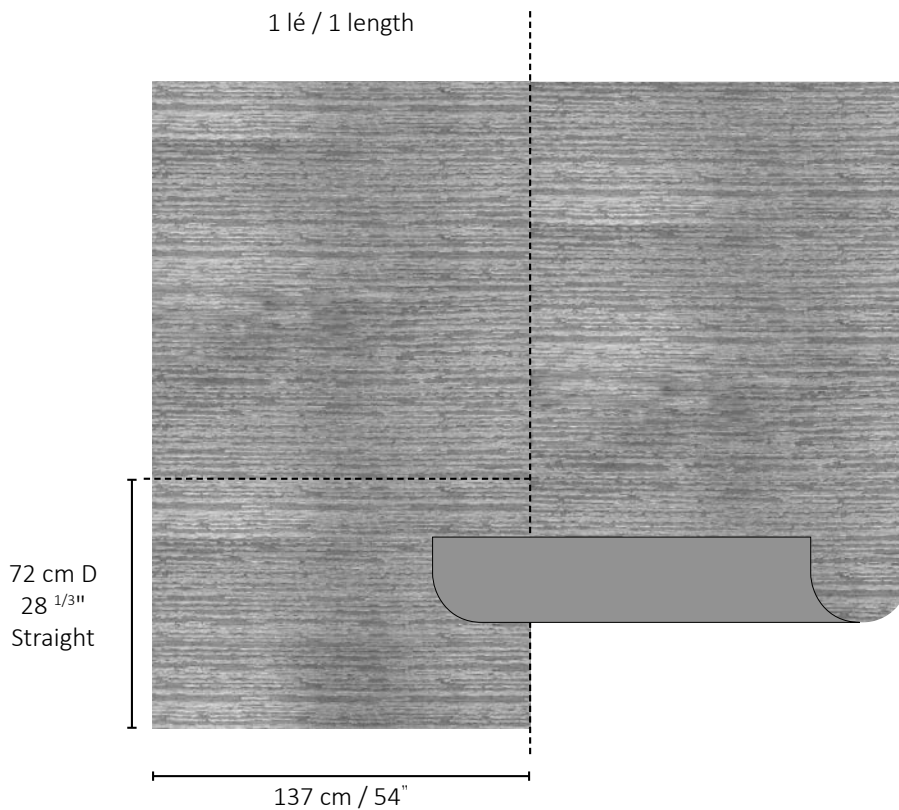 1 lé / 1 length
72 cm D
28 1/3"
Straight
137 cm / 54"